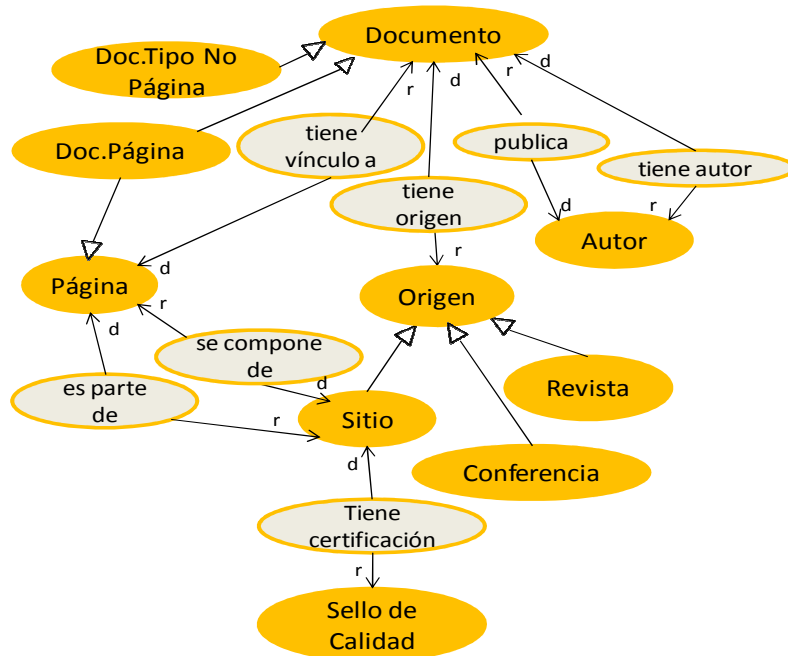 Documento
Doc.Tipo No
Página
r
d
r
d
tiene
vínculo a
publica
Doc.Página
tiene autor
tiene
origen
d
r
Autor
r
d
Página
r
Origen
d
se compone
de
Revista
es parte
de
d
r
Sitio
d
Conferencia
Tiene
certificación
r
Sello de
Calidad